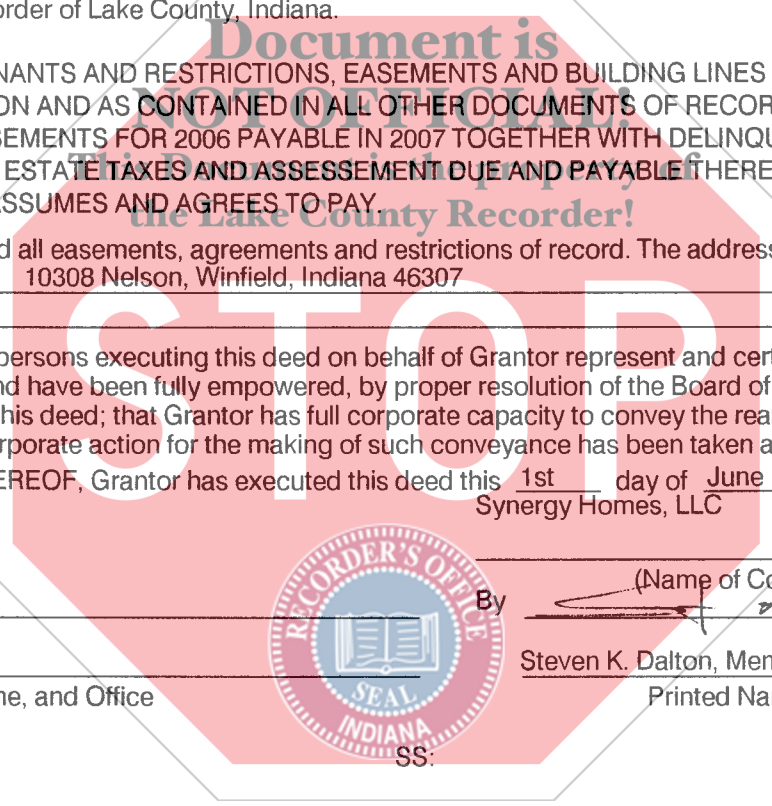 order of Lake County, Indiana.
Document is
NANTS AND RESTRICTIONS, EASEMENTS AND BUILDING LINES
NOT OFFICIAL!
ON AND AS CONTAINED IN ALL OTHER DOCUMENTS OF RECOR
SEMENTS FOR 2006 PAYABLE IN 2007 TOGETHER WITH DELINQU
This Document is the property of
ESTATE TAXES AND ASSESSEMENT DUE AND PAYABLE THERE
ASSUMES AND AGREES TO PAY.
the Lake County Recorder!
d all easements, agreements and restrictions of record. The address
10308 Nelson, Winfield, Indiana 46307
STOP
persons executing this deed on behalf of Grantor represent and cert
nd have been fully empowered, by proper resolution of the Board of
his deed; that Grantor has full corporate capacity to convey the rea
rporate action for the making of such conveyance has been taken a
EREOF, Grantor has executed this deed this 1st day of June
Synergy Homes, LLC
RECORDER'S OFFICE
(Name of Co
By
Steven K. Dalton, Mem
ne, and Office
Printed Na
SEAL
INDIANA
SS: